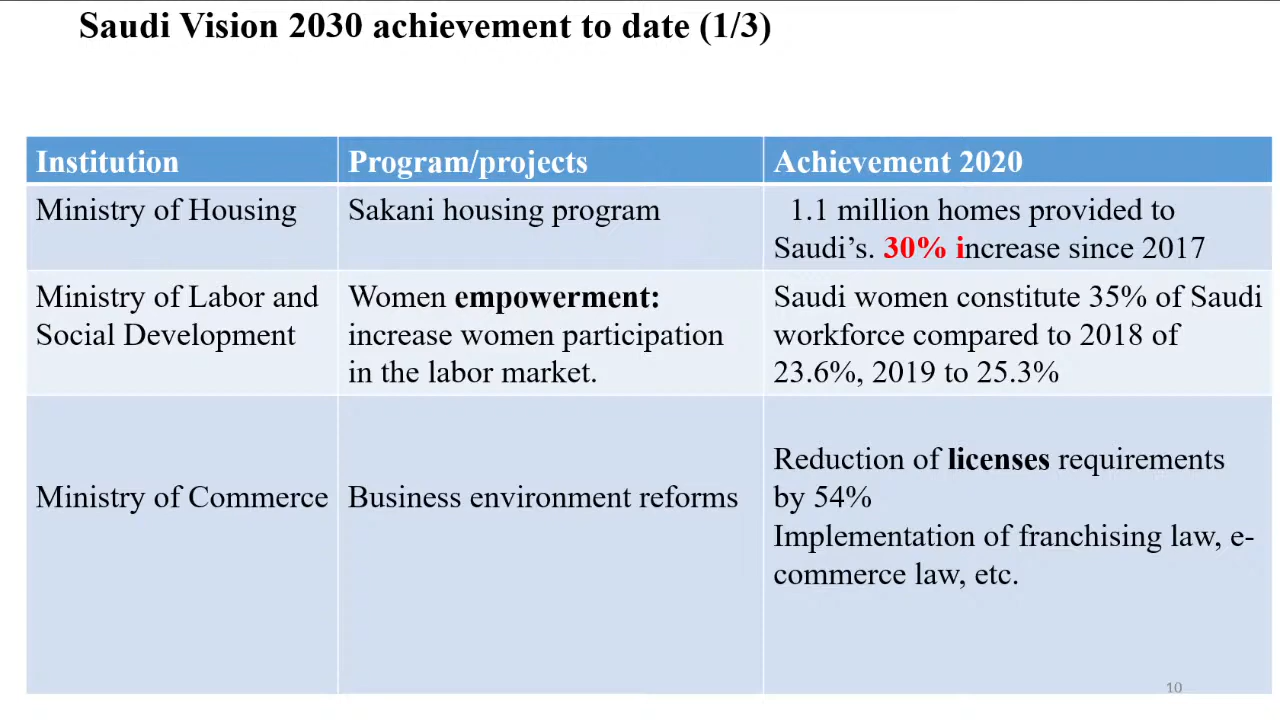 Saudi Vision 2030 achievement to date (1/3)
Institution
Program/projects
Achievement 2020
Ministry of Housing
Sakani housing program
1.1 million homes provided to
Saudi’s. 30% increase since 2017
Ministry of Labor and
Social Development
Women empowerment:
increase women participation
in the labor market.
Saudi women constitute 35% of Saudi
workforce compared to 2018 of
23.6%, 2019 to 25.3%
Ministry of Commerce
Business environment reforms
Reduction of licenses requirements
by 54%
Implementation of franchising law, e-
commerce law, etc.
10